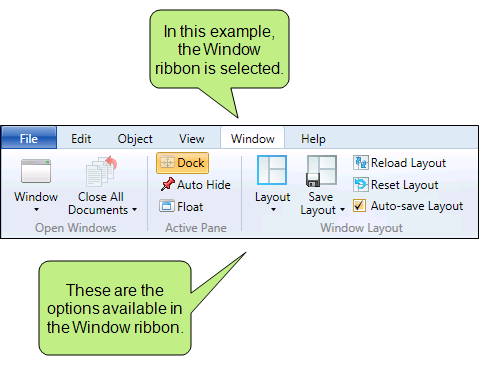 In this example,
the Window
ribbon is selected.
File Edit Object View Window Help
Dock Reload Layout
Auto Hide Reset Layout
Window Close All Float Layout Save Auto-save Layout
Documents Layout
Open Windows Active Pane Window Layout
These are the
options available in
the Window ribbon.